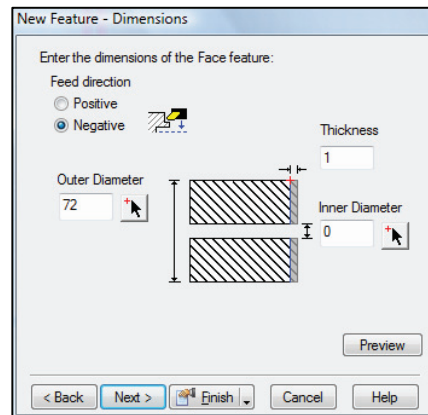 New Feature - Dimensions
Enter the dimensions of the Face feature:
Feed direction
Positive
Negative
Thickness
1
Outer Diameter
72
Inner Diameter
0
Preview
< Back
Next >
Finish
Cancel
Help